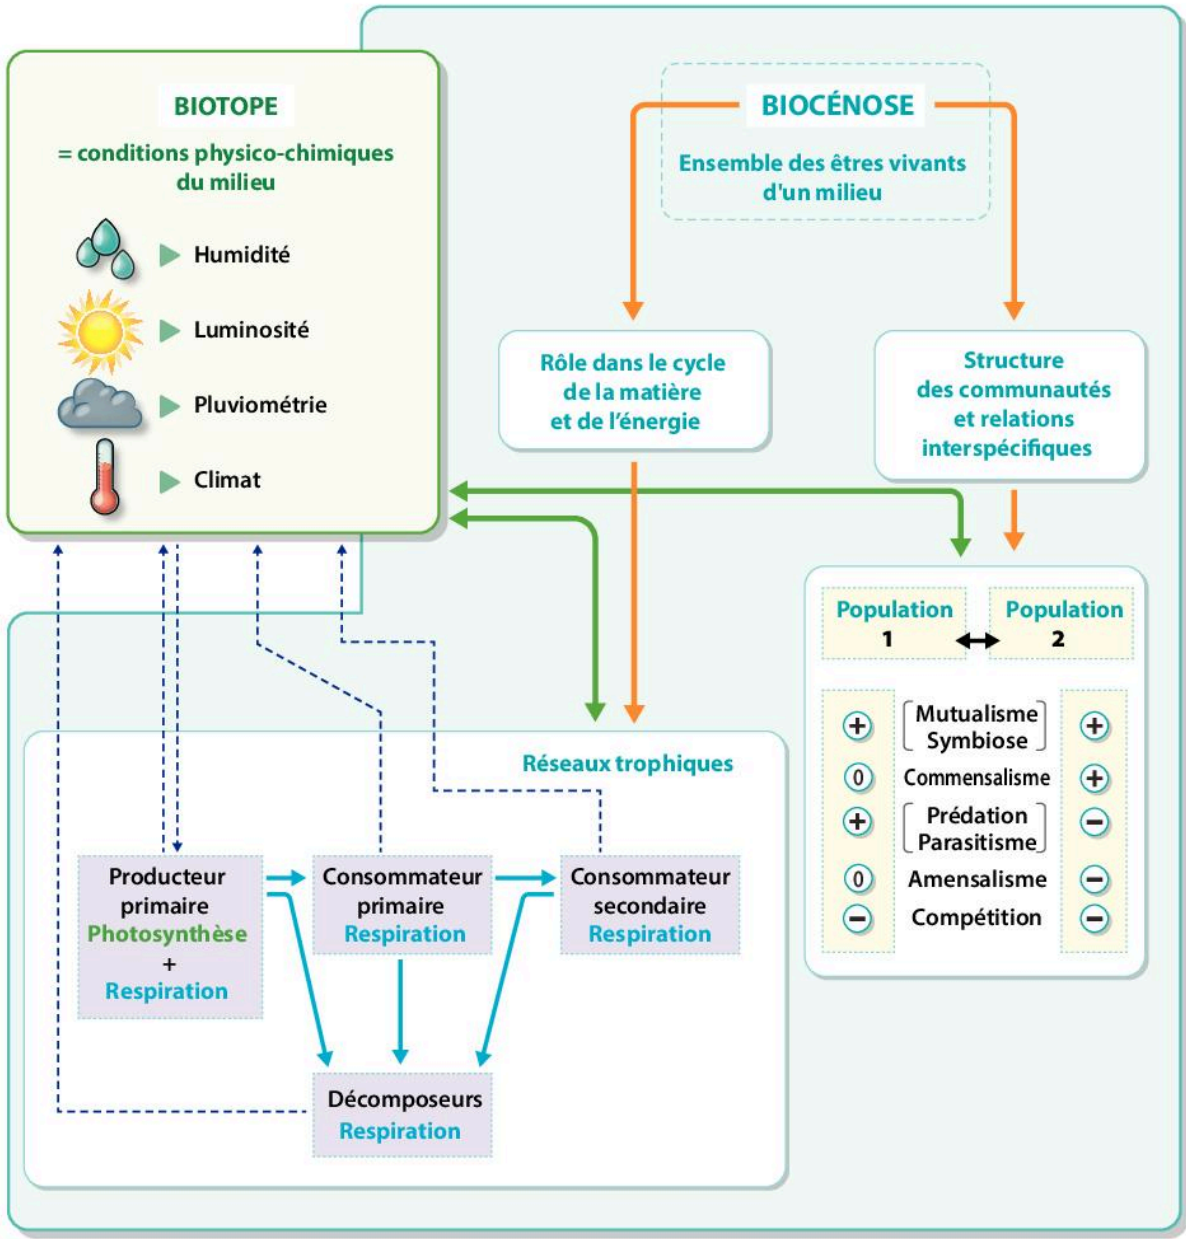 BIOTOPE
= conditions physico-chimiques
du milieu
Humidité
Luminosité
Pluviométrie
Climat
BIOCÉNOSE
Ensemble des êtres vivants
d'un milieu
Rôle dans le cycle
de la matière
et de l'énergie
Structure
des communautés
et relations
interspécifiques
Population
1
Population
2
+ Mutualisme +
Symbiose
0 Commensalisme +
+ Prédation −
Parasitisme
0 Amensalisme −
− Compétition −
Réseaux trophiques
Producteur
primaire
Photosynthèse
+
Respiration
Consommateur
primaire
Respiration
Consommateur
secondaire
Respiration
Décomposeurs
Respiration